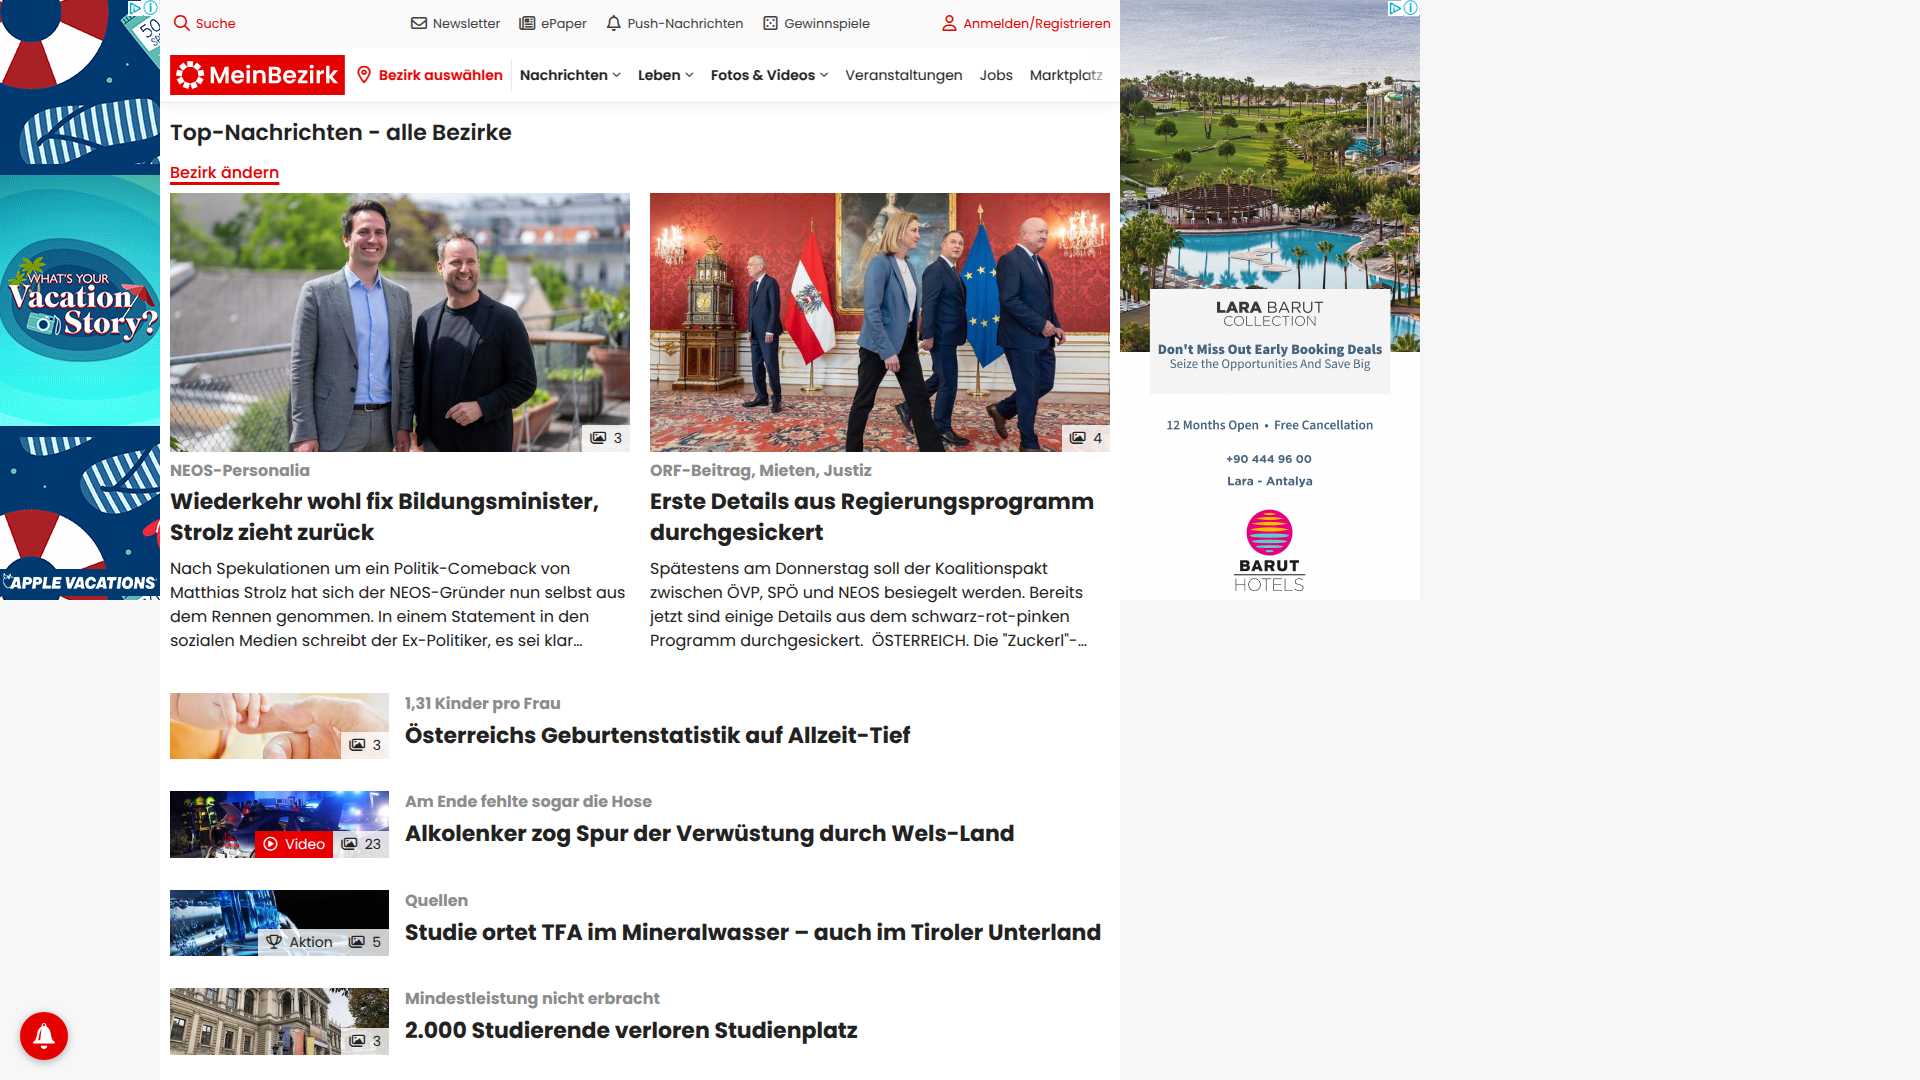 Suche
Newsletter
ePaper
Push-Nachrichten
Gewinnspiele
Anmelden/Registrieren
MeinBezirk
Bezirk auswählen
Nachrichten
Leben
Fotos & Videos
Veranstaltungen
Jobs
Marktplatz
Top-Nachrichten - alle Bezirke
Bezirk ändern
3
NEOS-Personalia
Wiederkehr wohl fix Bildungsminister,
Strolz zieht zurück
Nach Spekulationen um ein Politik-Comeback von
Matthias Strolz hat sich der NEOS-Gründer nun selbst aus
dem Rennen genommen. In einem Statement in den
sozialen Medien schreibt der Ex-Politiker, es sei klar...
4
ORF-Beitrag, Mieten, Justiz
Erste Details aus Regierungsprogramm
durchgesickert
Spätestens am Donnerstag soll der Koalitionspakt
zwischen ÖVP, SPÖ und NEOS besiegelt werden. Bereits
jetzt sind einige Details aus dem schwarz-rot-pinken
Programm durchgesickert. ÖSTERREICH. Die "Zuckerl"-...
3
1,31 Kinder pro Frau
Österreichs Geburtenstatistik auf Allzeit-Tief
Video 23
Am Ende fehlte sogar die Hose
Alkolenker zog Spur der Verwüstung durch Wels-Land
Aktion 5
Quellen
Studie ortet TFA im Mineralwasser – auch im Tiroler Unterland
3
Mindestleistung nicht erbracht
2.000 Studierende verloren Studienplatz
50
WHAT'S YOUR
Vacation
Story?
APPLE VACATIONS
LARA BARUT
COLLECTION
Don't Miss Out Early Booking Deals
Seize the Opportunities And Save Big
12 Months Open • Free Cancellation
+90 444 96 00
Lara - Antalya
BARUT
HOTELS